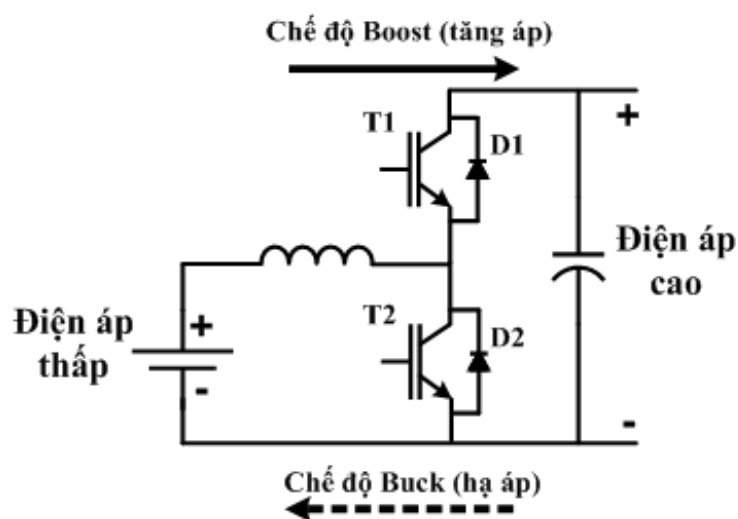 Chế độ Boost (tăng áp)
T1
D1
+
Điện áp
cao
T2
D2
Điện áp
thấp
+
-
-
Chế độ Buck (hạ áp)